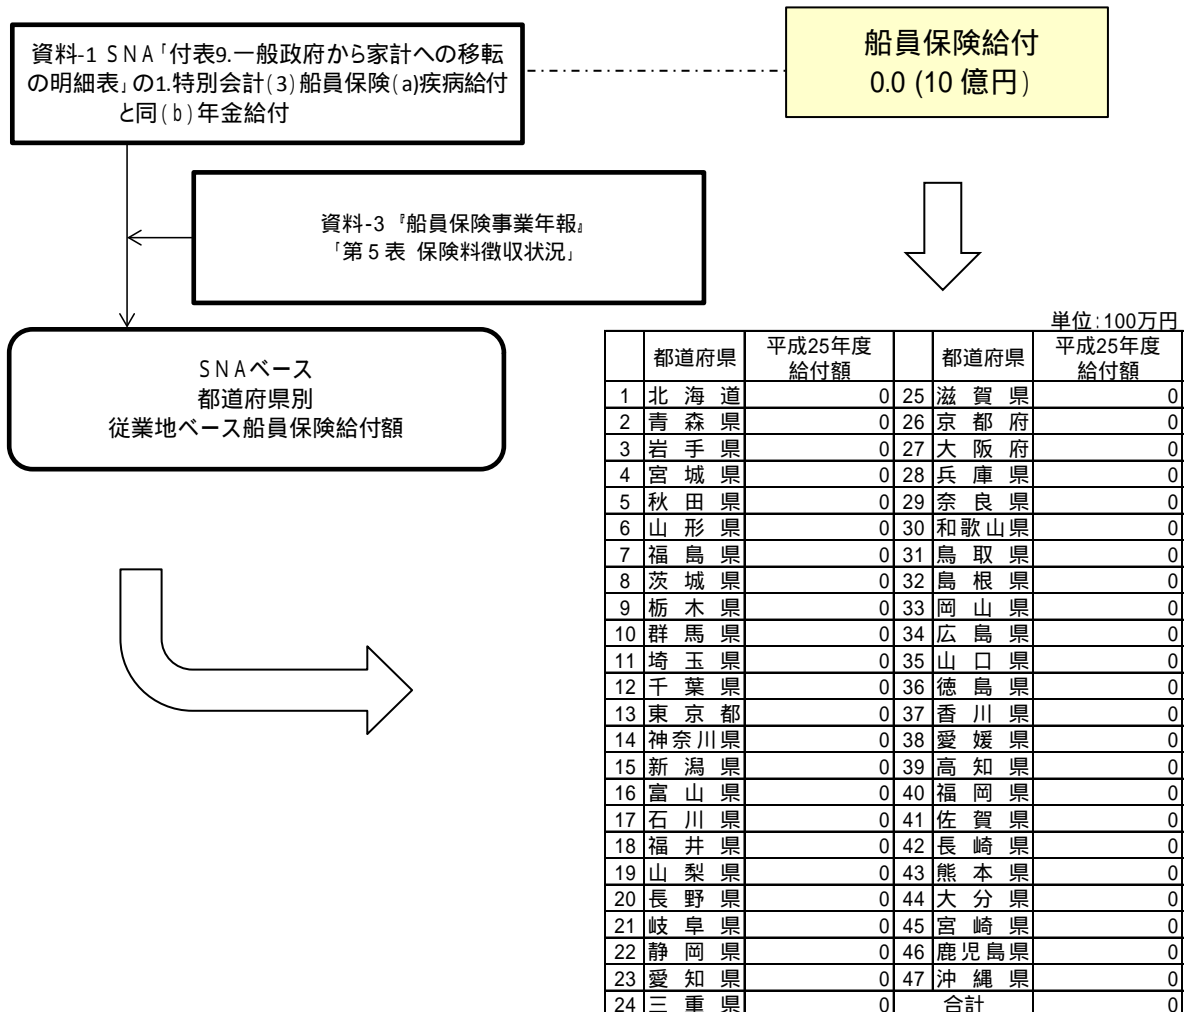 資料-1 SNA「付表9.一般政府から家計への移転
の明細表」の1.特別会計(3)船員保険(a)疾病給付
と同(b)年金給付
船員保険給付
0.0 (10 億円)
資料-3 『船員保険事業年報』
「第5表 保険料徴収状況」
SNAベース
都道府県別
従業地ベース船員保険給付額
単位:100万円
都道府県 平成25年度 給付額 都道府県 平成25年度 給付額
1 北海道 0 25 滋賀県 0
2 青森県 0 26 京都府 0
3 岩手県 0 27 大阪府 0
4 宮城県 0 28 兵庫県 0
5 秋田県 0 29 奈良県 0
6 山形県 0 30 和歌山県 0
7 福島県 0 31 鳥取県 0
8 茨城県 0 32 島根県 0
9 栃木県 0 33 岡山県 0
10 群馬県 0 34 広島県 0
11 埼玉県 0 35 山口県 0
12 千葉県 0 36 徳島県 0
13 東京都 0 37 香川県 0
14 神奈川県 0 38 愛媛県 0
15 新潟県 0 39 高知県 0
16 富山県 0 40 福岡県 0
17 石川県 0 41 佐賀県 0
18 福井県 0 42 長崎県 0
19 山梨県 0 43 熊本県 0
20 長野県 0 44 大分県 0
21 岐阜県 0 45 宮崎県 0
22 静岡県 0 46 鹿児島県 0
23 愛知県 0 47 沖縄県 0
24 三重県 0 合計 0